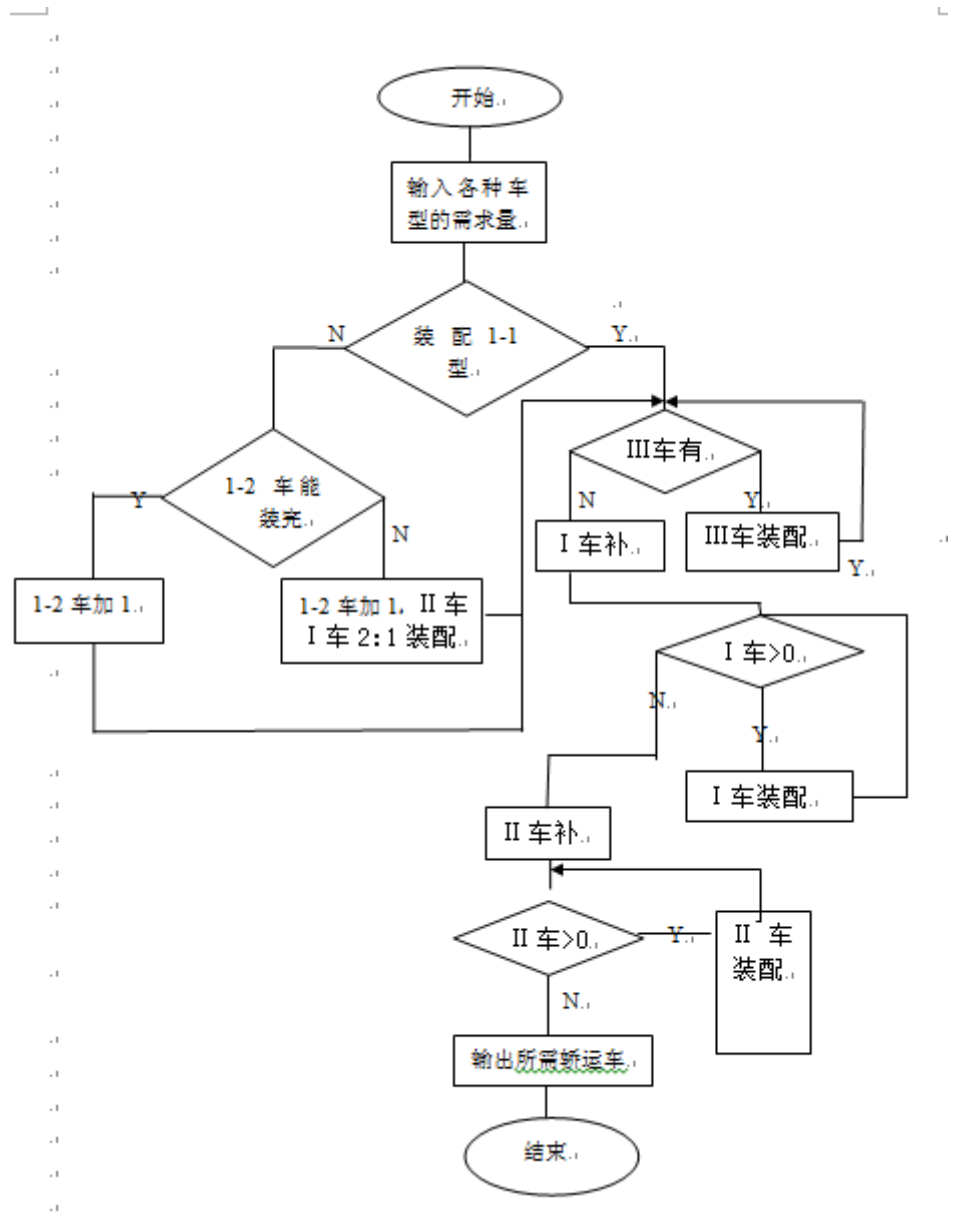 开始
输入各种车
型的需求量
装 配 1-1
型
N
Y
III车有
1-2 车能
装完
Y
N
N
Y
I 车补
III车装配
Y
1-2 车加 1
1-2 车加 1, II 车
I 车 2:1 装配
I 车>0
N
Y
I 车装配
II 车补
II 车>0
Y
II 车
装配
N
输出所需轿运车
结束